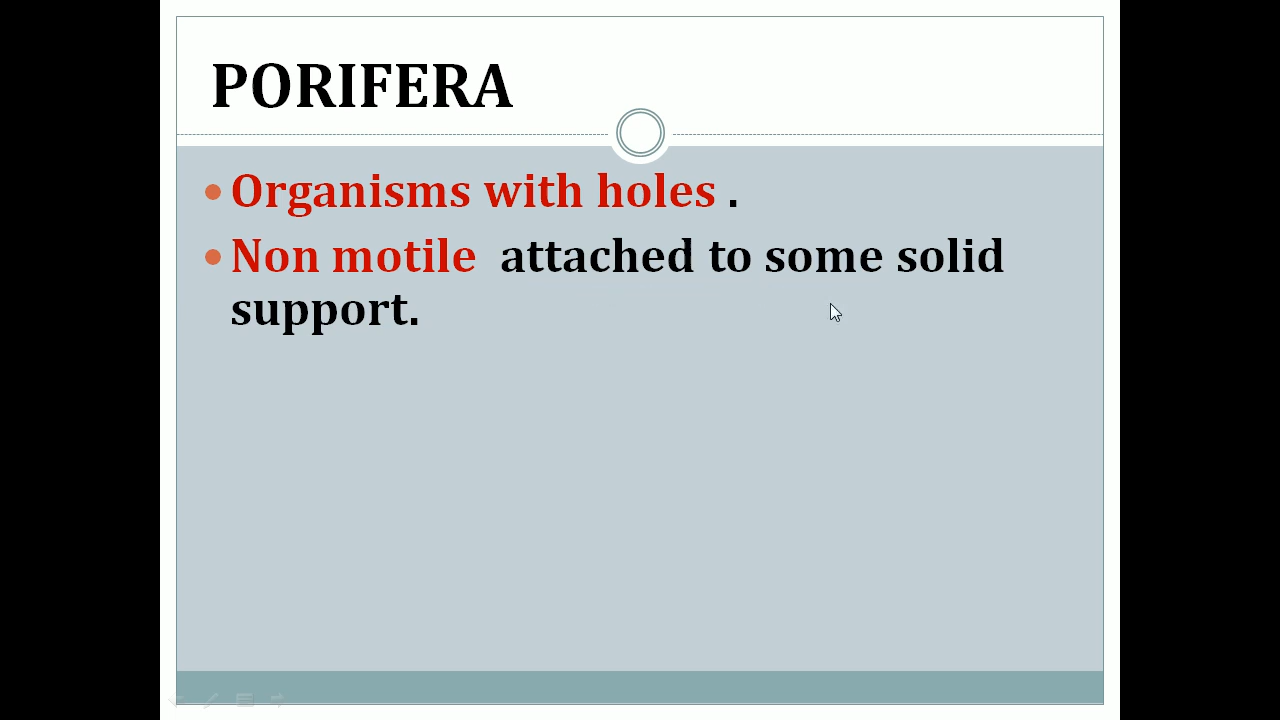 PORIFERA
Organisms with holes .
Non motile attached to some solid
support.